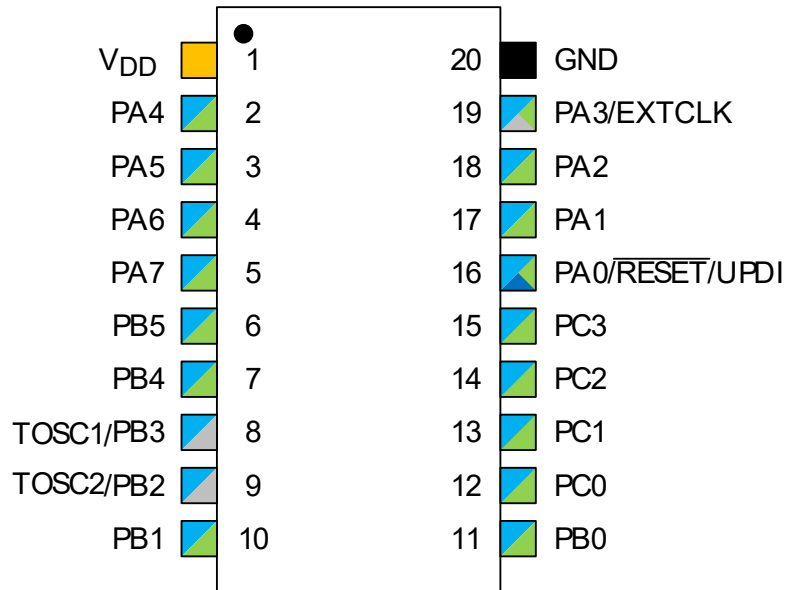 VDD 1 20 GND
PA4 2 19 PA3/EXTCLK
PA5 3 18 PA2
PA6 4 17 PA1
PA7 5 16 PA0/RESET/UPDI
PB5 6 15 PC3
PB4 7 14 PC2
TOSC1/PB3 8 13 PC1
TOSC2/PB2 9 12 PC0
PB1 10 11 PB0